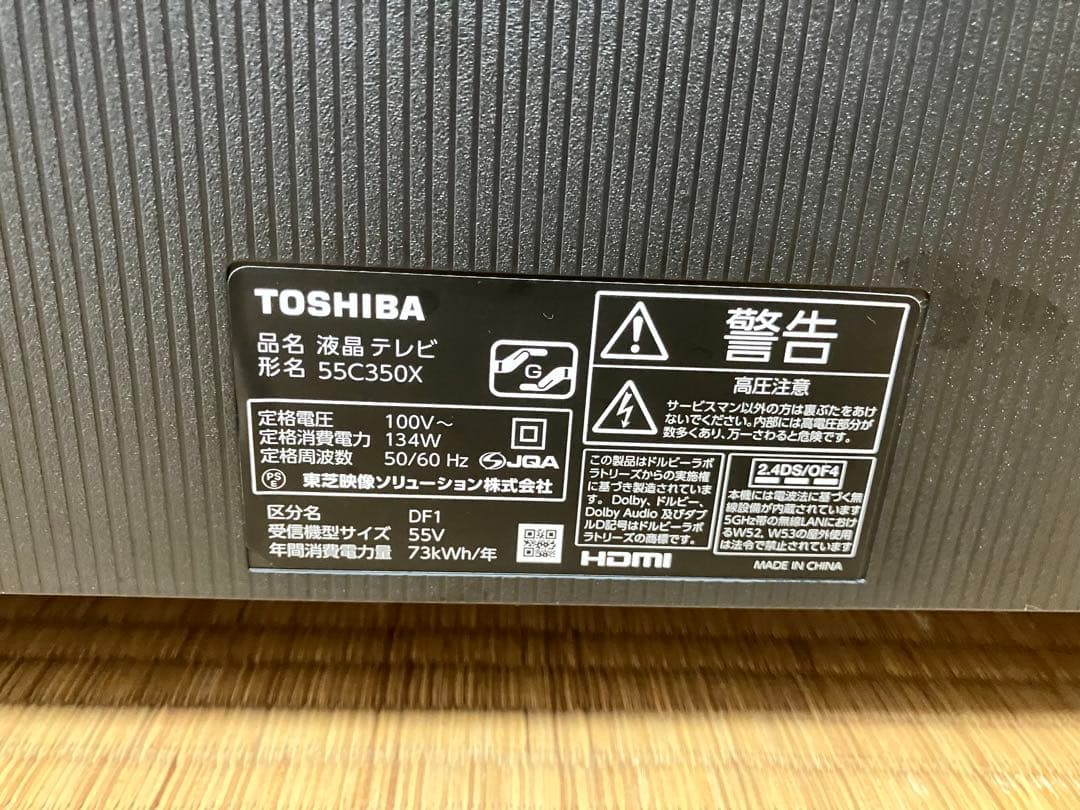 TOSHIBA
品名 液晶テレビ
形名 55C350X
G
定格電圧 100V～
定格消費電力 134W
定格周波数 50/60 Hz
JQA
PS
E
東芝映像ソリューション株式会社
区分名 DF1
受信機型サイズ 55V
年間消費電力量 73kWh/年
警告
高圧注意
サービスマン以外の方は裏ぶたをあけ
ないでください。内部には高電圧部分が
数多くあり、万一さわると危険です。
この製品はドルビーラボ
ラトリーズからの実施権
に基づき製造されていま
す。Dolby、ドルビー、
Dolby Audio 及びダブ
ルD記号はドルビーラボ
ラトリーズの商標です。
HDMI
2.4DS/OF4
本機には電波法に基づく無
線設備が内蔵されています
5GHz帯の無線LANにおけ
るW52, W53の屋外使用
は法令で禁止されています
MADE IN CHINA